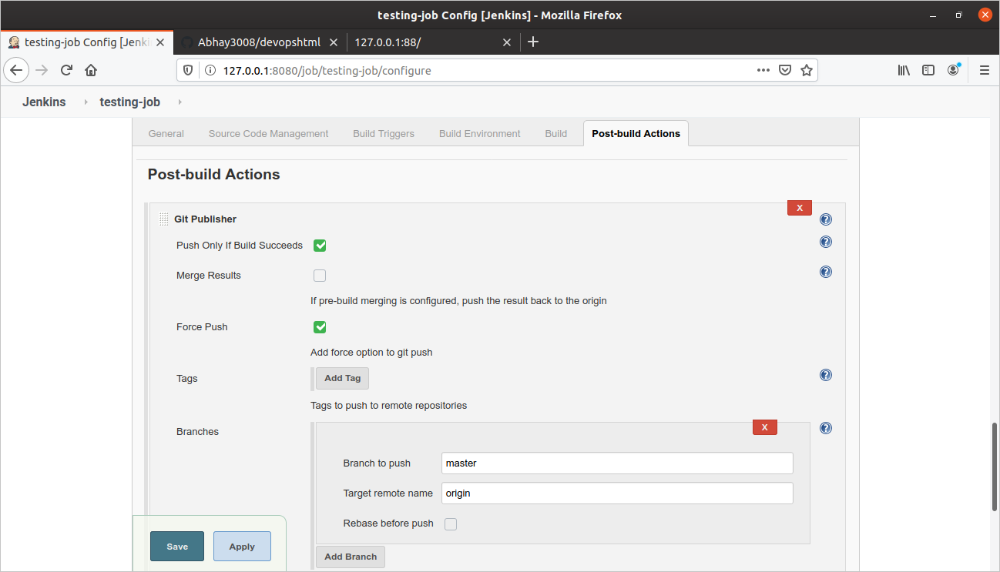 testing-job Config [Jenkins] - Mozilla Firefox
testing-job Config [Jenki
Abhay3008/devopshtml
127.0.0.1:88/
127.0.0.1:8080/job/testing-job/configure
Jenkins
testing-job
General
Source Code Management
Build Triggers
Build Environment
Build
Post-build Actions
Post-build Actions
X
Git Publisher
?
Push Only If Build Succeeds
?
Merge Results
?
If pre-build merging is configured, push the result back to the origin
Force Push
Add force option to git push
Tags
Add Tag
?
Tags to push to remote repositories
Branches
X
?
Branch to push
master
Target remote name
origin
Rebase before push
Save
Apply
Add Branch